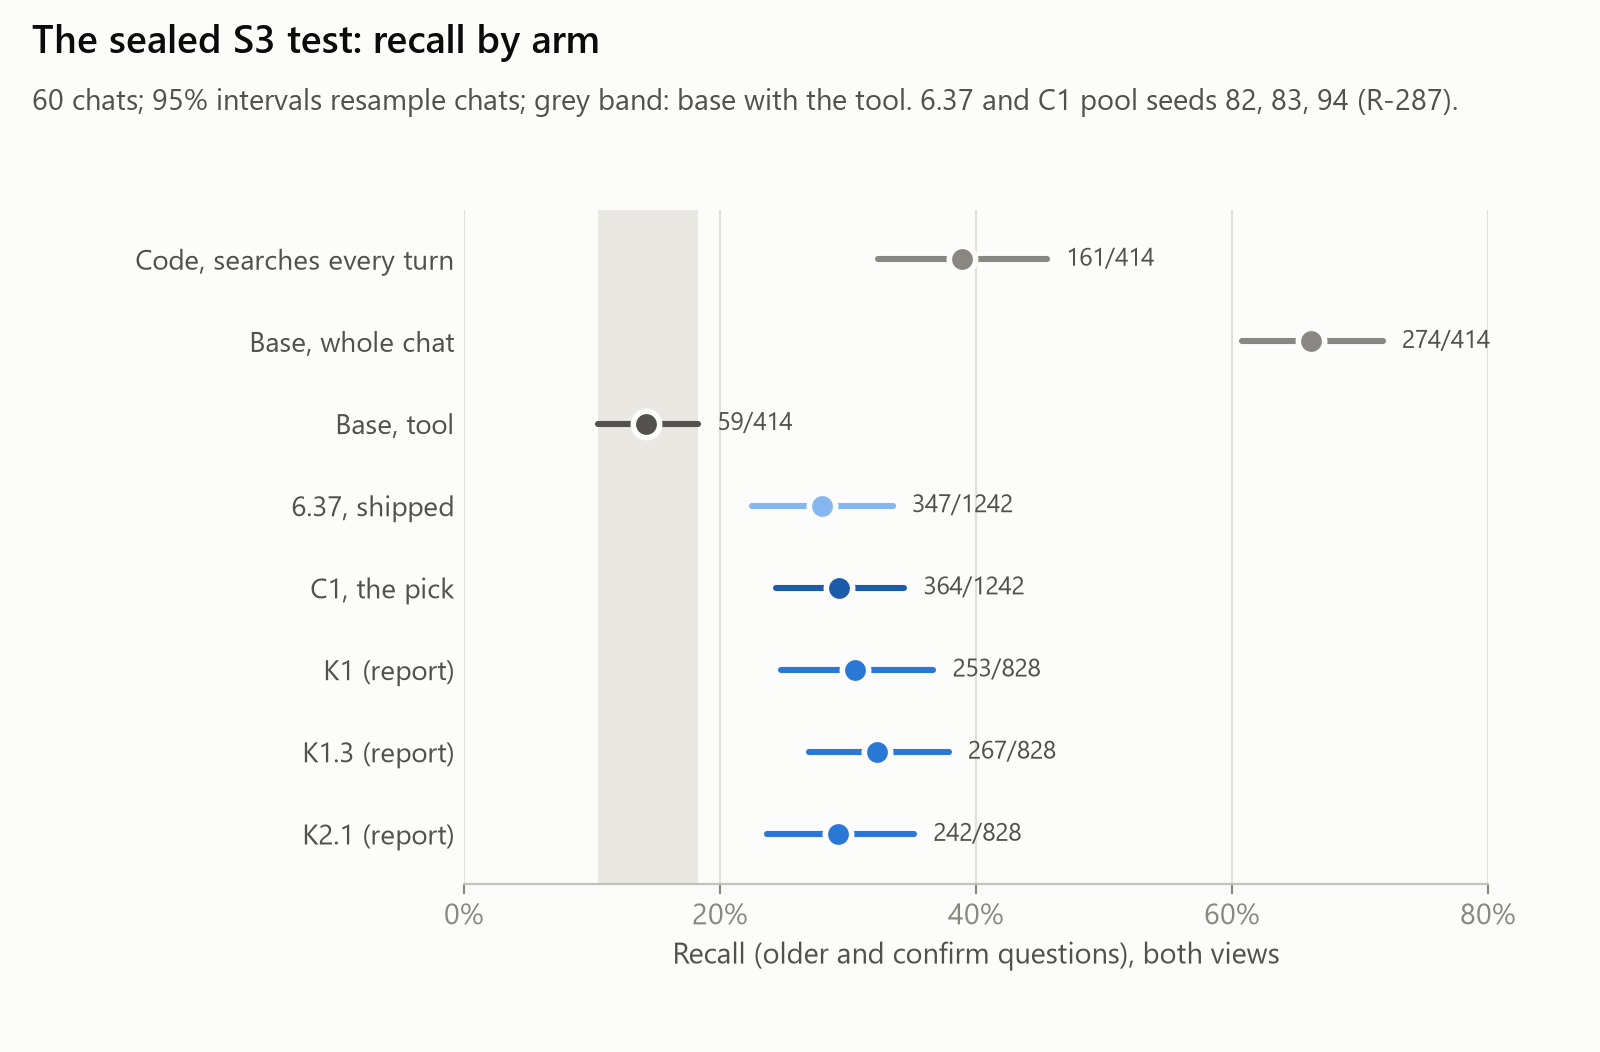 The sealed S3 test: recall by arm
60 chats; 95% intervals resample chats; grey band: base with the tool. 6.37 and C1 pool seeds 82, 83, 94 (R-287).
Code, searches every turn 161/414
Base, whole chat 274/414
Base, tool 59/414
6.37, shipped 347/1242
C1, the pick 364/1242
K1 (report) 253/828
K1.3 (report) 267/828
K2.1 (report) 242/828
0% 20% 40% 60% 80%
Recall (older and confirm questions), both views